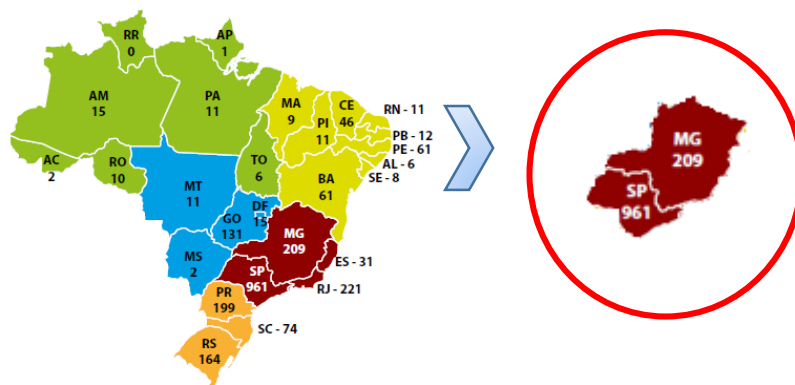 RR
0
AP
1
AM
15
PA
11
MA
9
CE
46
RN - 11
PI
11
PB - 12
PE - 61
AL - 6
SE - 8
AC
2
RO
10
TO
6
BA
61
MT
11
DF
15
GO
131
MG
209
MS
2
ES - 31
SP
961
RJ - 221
PR
199
SC - 74
RS
164
MG
209
SP
961